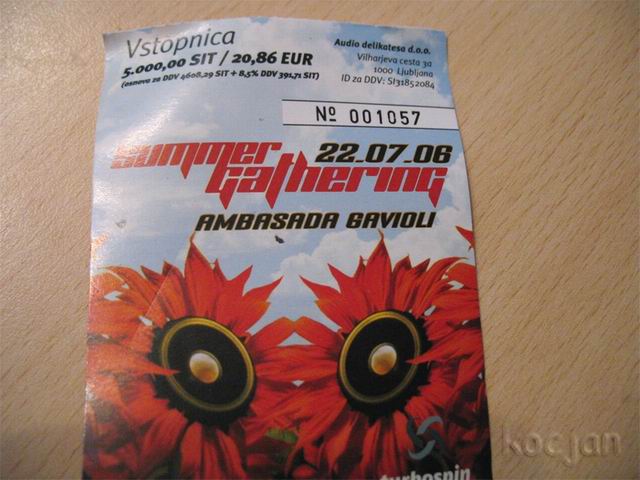 Vstopnica
5.000,00 SIT / 20,86 EUR
(osnova za DDV 4608,29 SIT + 8,5% DDV 391,71 SIT)
Audio delikatesa d.o.o.
Vilharjeva cesta 3a
1000 Ljubljana
ID za DDV: SI31852084
Nº 001057
SUMMER 22.07.06
GATHERING
AMBASADA GAVIOLI
turbospin
kocjan